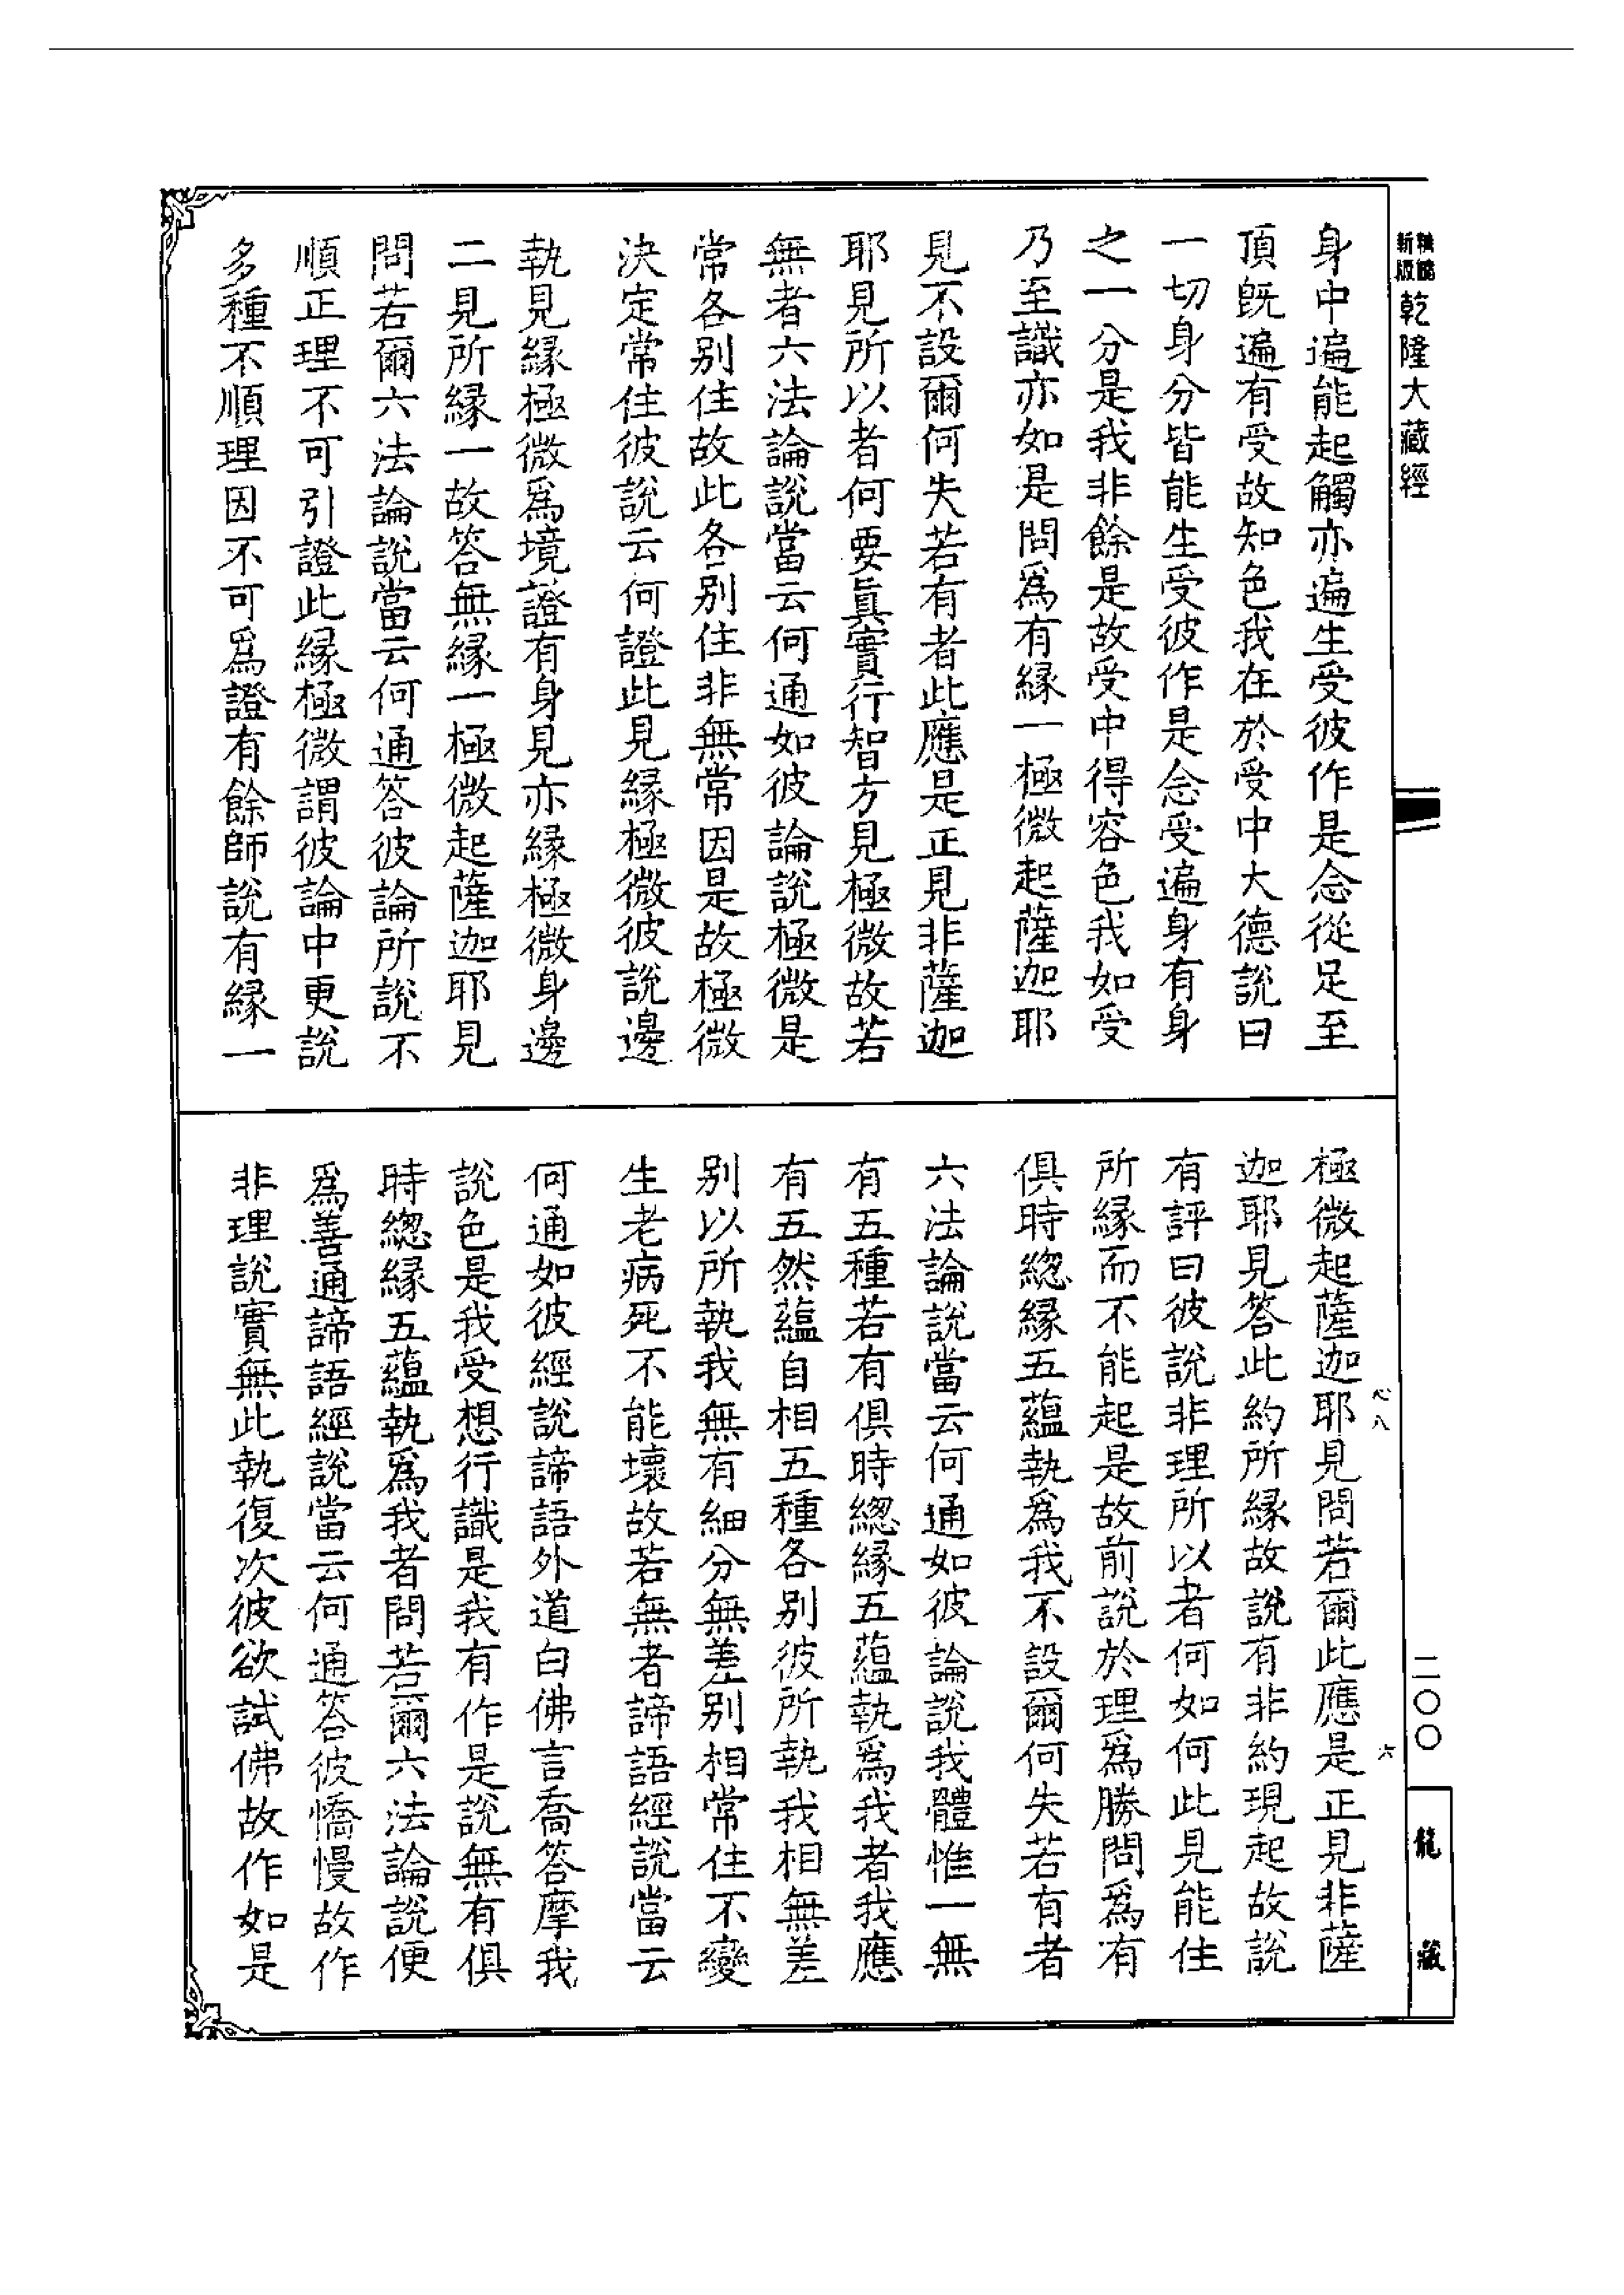 新版
乾隆大藏經
身中遍能起觸亦遍生受彼作是念從足至
頂旣遍有受故知色我在於受中大德說曰
一切身分皆能生受彼作是念受遍身有身
之一分是我非餘是故受中得容色我如受
乃至識亦如是問爲有緣一極微起薩迦耶
見不設爾何失若有者此應是正見非薩迦
耶見所以者何要眞實行智方見極微故若
無者六法論說當云何通如彼論說極微是
常各別住故此各別住非無常因是故極微
決定常住彼說云何證此見緣極微彼說邊
執見緣極微爲境證有身見亦緣極微身邊
二見所緣一故答無緣一極微起薩迦耶見
問若爾六法論說當云何通答彼論所說不
順正理不可引證此緣極微謂彼論中更說
多種不順理因不可爲證有餘師說有緣一
極微起薩迦耶見問若爾此應是正見非薩
迦耶見答此約所緣故說有非約現起故說
有評曰彼說非理所以者何如何此見能住
所緣而不能起是故前說於理爲勝問爲有
俱時緫緣五蘊執爲我不設爾何失若有者
六法論說當云何通如彼論說我體惟一無
有五種若有俱時緫緣五蘊執爲我者我應
有五然蘊自相五種各別彼所執我相無差
別以所執我無有細分無差別相常住不變
生老病死不能壞故若無者諦語經說當云
何通如彼經說諦語外道白佛言喬答摩我
說色是我受想行識是我有作是說無有俱
時緫緣五蘊執爲我者問若爾六法論說便
爲善通諦語經說當云何通答彼憍慢故作
非理說實無此執復次彼欲試佛故作如是
心八
六
二〇〇
龍藏